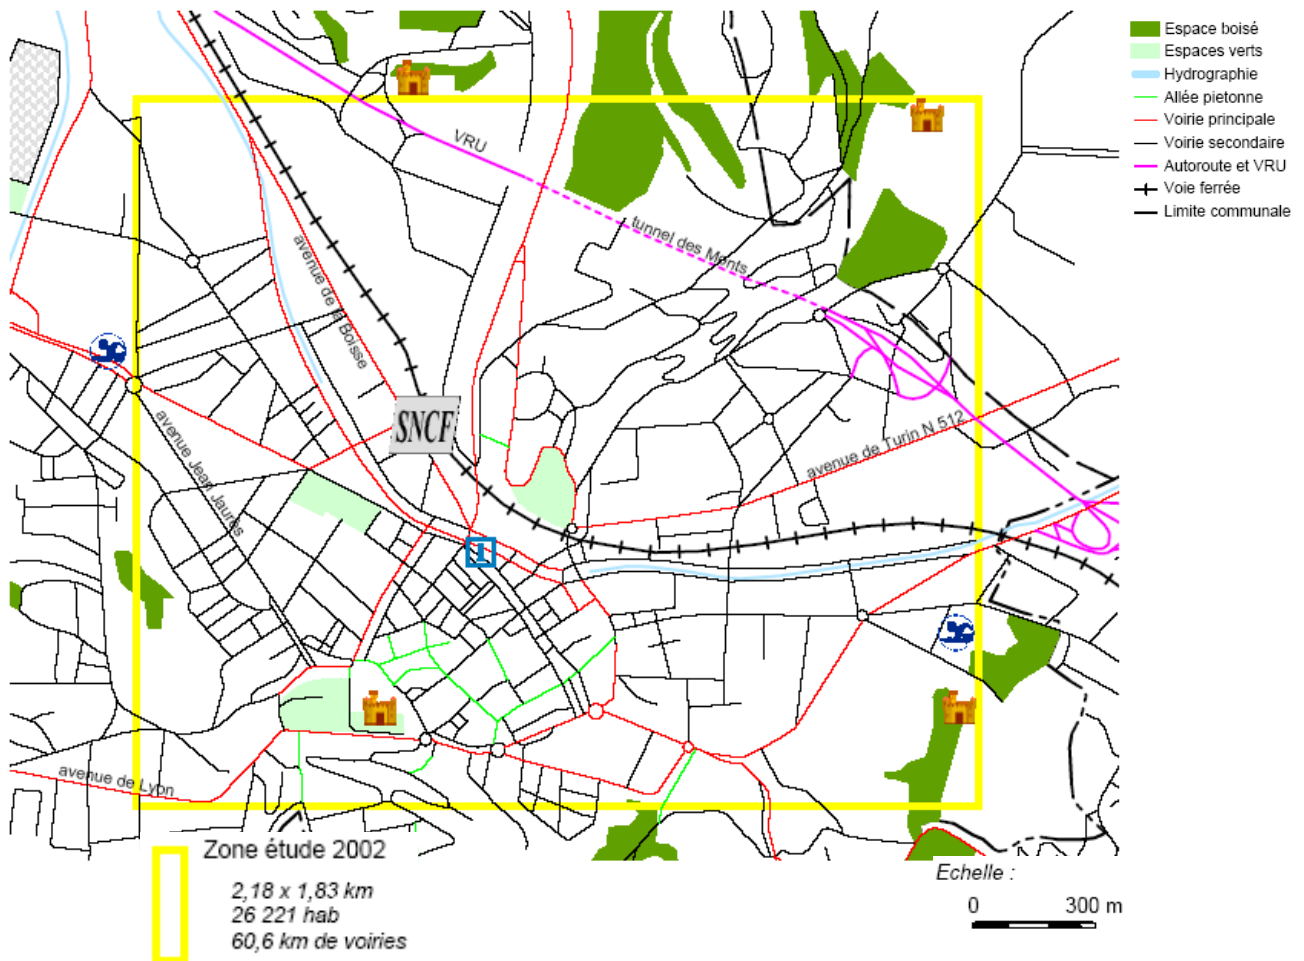 Espace boisé
Espaces verts
Hydrographie
Allée pietonne
Voirie principale
Voirie secondaire
Autoroute et VRU
Voie ferrée
Limite communale
VRU
tunnel des Monts
avenue de la Boisse
SNCF
avenue Jean Jaurès
avenue de Turin N 512
i
avenue de Lyon
Zone étude 2002
2,18 x 1,83 km
26 221 hab
60,6 km de voiries
Echelle :
0 300 m